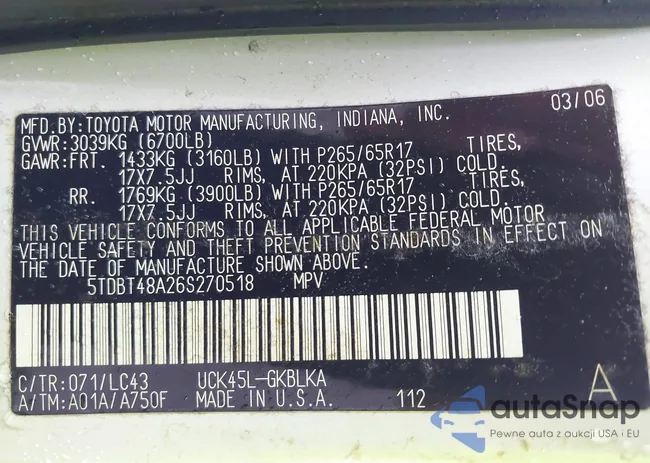 MFD.BY:TOYOTA MOTOR MANUFACTURING, INDIANA, INC. 03/06
GVWR:3039KG (6700LB)
GAWR:FRT. 1433KG (3160LB) WITH P265/65R17 TIRES,
17X7.5JJ RIMS, AT 220KPA (32PSI) COLD.
RR. 1769KG (3900LB) WITH P265/65R17 TIRES,
17X7.5JJ RIMS, AT 220KPA (32PSI) COLD.
THIS VEHICLE CONFORMS TO ALL APPLICABLE FEDERAL MOTOR
VEHICLE SAFETY AND THEFT PREVENTION STANDARDS IN EFFECT ON
THE DATE OF MANUFACTURE SHOWN ABOVE.
5TDBT48A26S270518 MPV
C/TR:071/LC43 UCK45L-GKBLKA A
A/TM:A01A/A750F MADE IN U.S.A. 112
autoSnap
Pewne auta z aukcji USA i EU